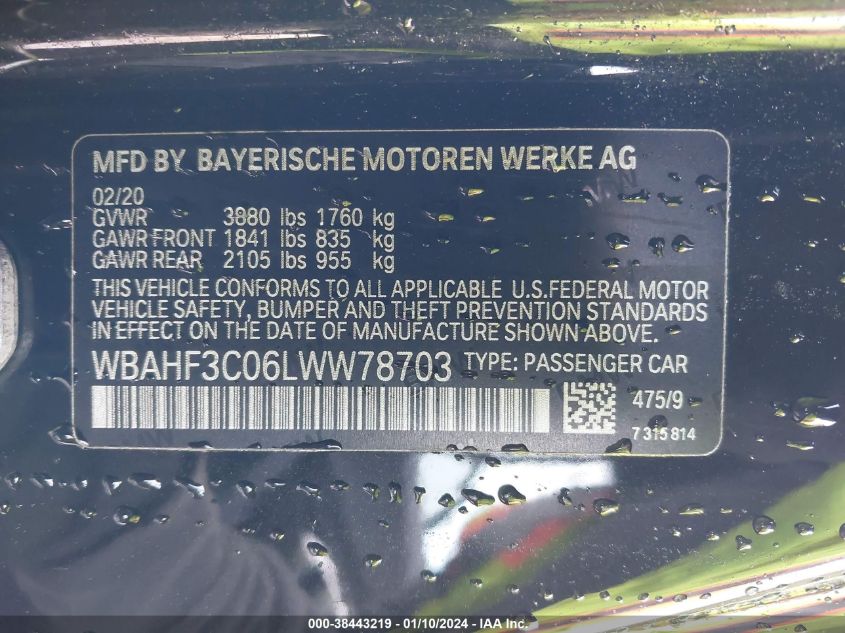 MFD BY BAYERISCHE MOTOREN WERKE AG
02/20
GVWR 3880 lbs 1760 kg
GAWR FRONT 1841 lbs 835 kg
GAWR REAR 2105 lbs 955 kg
THIS VEHICLE CONFORMS TO ALL APPLICABLE U.S.FEDERAL MOTOR
VEHICLE SAFETY, BUMPER AND THEFT PREVENTION STANDARDS
IN EFFECT ON THE DATE OF MANUFACTURE SHOWN ABOVE.
WBAHF3C06LWW78703 TYPE: PASSENGER CAR
475/9
7 315 814
000-38443219 - 01/10/2024 - IAA Inc.